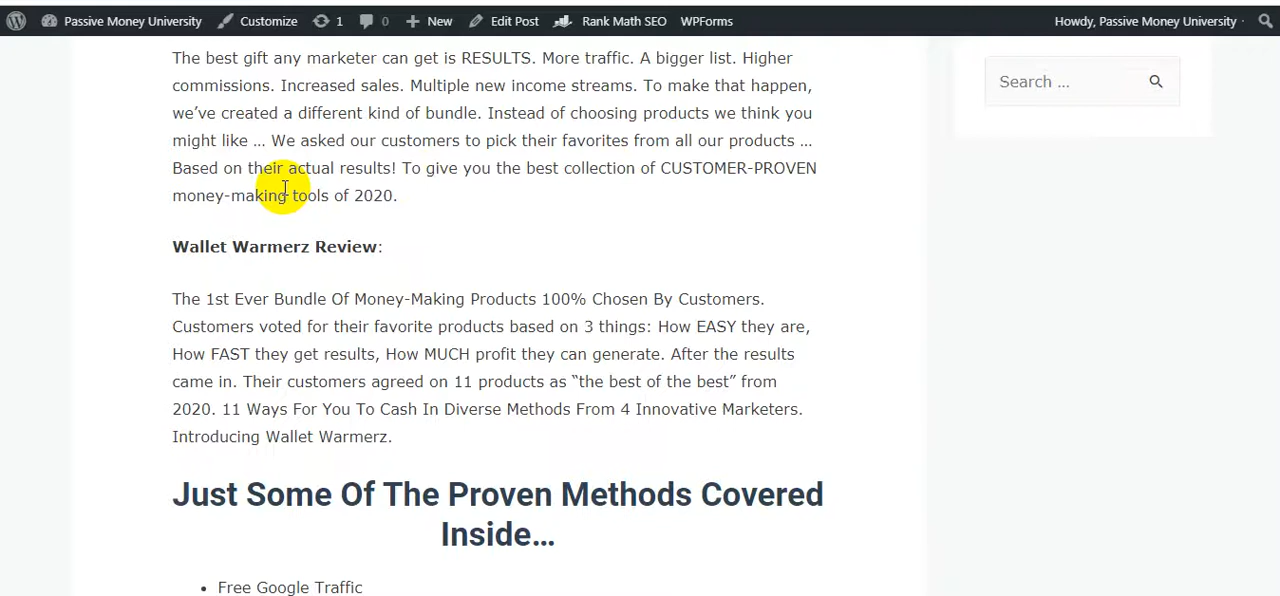 Passive Money University Customize 1 0 New Edit Post Rank Math SEO WPForms Howdy, Passive Money University
The best gift any marketer can get is RESULTS. More traffic. A bigger list. Higher
commissions. Increased sales. Multiple new income streams. To make that happen,
we’ve created a different kind of bundle. Instead of choosing products we think you
might like … We asked our customers to pick their favorites from all our products …
Based on their actual results! To give you the best collection of CUSTOMER-PROVEN
money-making tools of 2020.
Search ...
Wallet Warmerz Review:
The 1st Ever Bundle Of Money-Making Products 100% Chosen By Customers.
Customers voted for their favorite products based on 3 things: How EASY they are,
How FAST they get results, How MUCH profit they can generate. After the results
came in. Their customers agreed on 11 products as “the best of the best” from
2020. 11 Ways For You To Cash In Diverse Methods From 4 Innovative Marketers.
Introducing Wallet Warmerz.
Just Some Of The Proven Methods Covered
Inside…
• Free Google Traffic